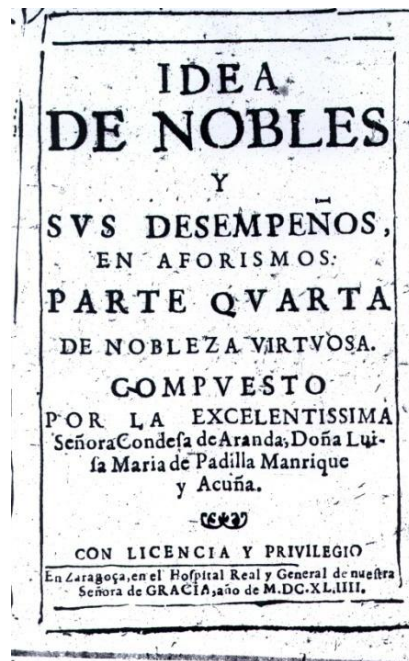 IDEA
DE NOBLES
Y
SVS DESEMPEÑOS,
EN AFORISMOS:
PARTE QVARTA
DE NOBLEZA VIRTVOSA.
COMPVESTO
POR LA EXCELENTISSIMA
Señora Condeſa de Aranda, Doña Lui-
ſa Maria de Padilla Manrique
y Acuña.
CON LICENCIA Y PRIVILEGIO
En Zaragoça, en el Hoſpital Real y General de nueſtra
Señora de GRACIA, año de M.DC.XL.IIII.